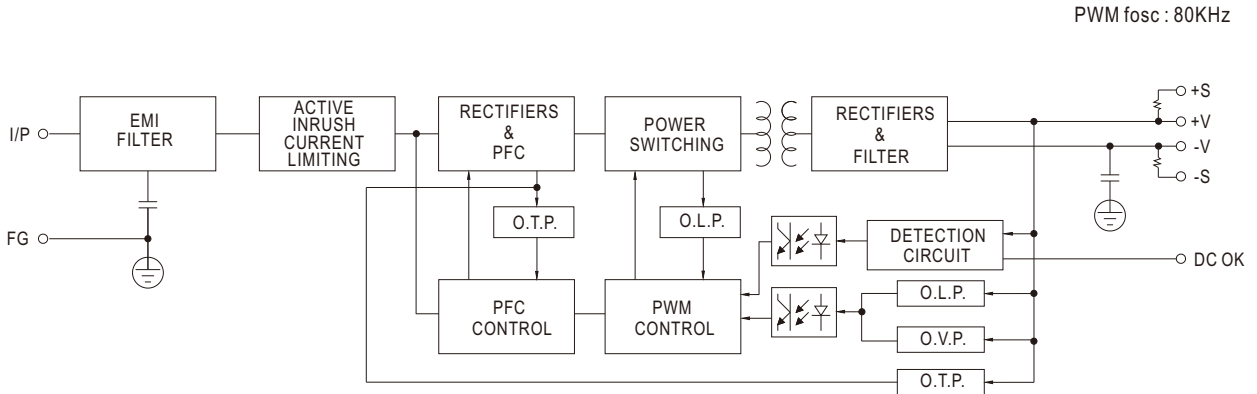 PWM fosc : 80KHz
I/P
EMI
FILTER
ACTIVE
INRUSH
CURRENT
LIMITING
RECTIFIERS
&
PFC
POWER
SWITCHING
RECTIFIERS
&
FILTER
+S
+V
-V
-S
FG
O.T.P.
O.L.P.
DETECTION
CIRCUIT
DC OK
PFC
CONTROL
PWM
CONTROL
O.L.P.
O.V.P.
O.T.P.